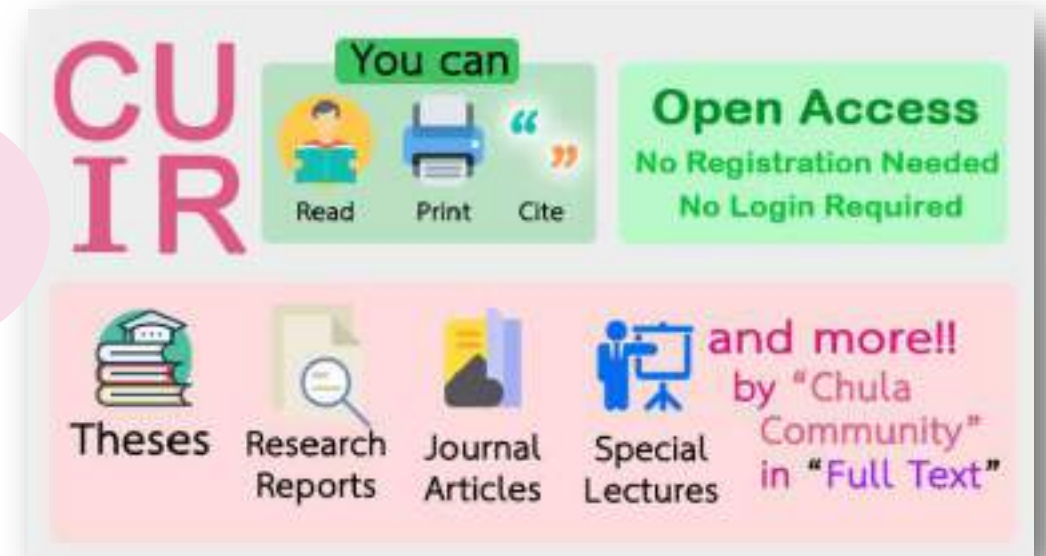 CU
IR
You can
Read
Print
Cite
Open Access
No Registration Needed
No Login Required
Theses
Research
Reports
Journal
Articles
Special
Lectures
and more!!
by "Chula
Community"
in "Full Text"